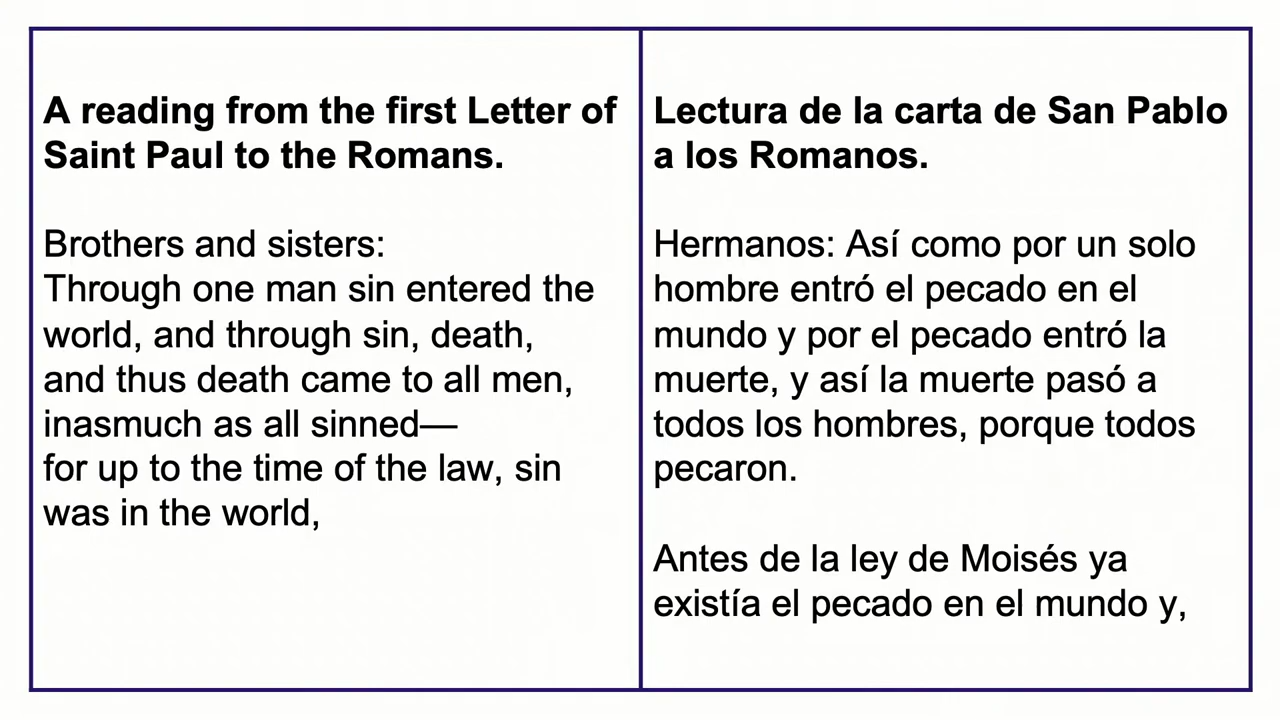 A reading from the first Letter of
Saint Paul to the Romans.
Brothers and sisters:
Through one man sin entered the
world, and through sin, death,
and thus death came to all men,
inasmuch as all sinned—
for up to the time of the law, sin
was in the world,
Lectura de la carta de San Pablo
a los Romanos.
Hermanos: Así como por un solo
hombre entró el pecado en el
mundo y por el pecado entró la
muerte, y así la muerte pasó a
todos los hombres, porque todos
pecaron.
Antes de la ley de Moisés ya
existía el pecado en el mundo y,